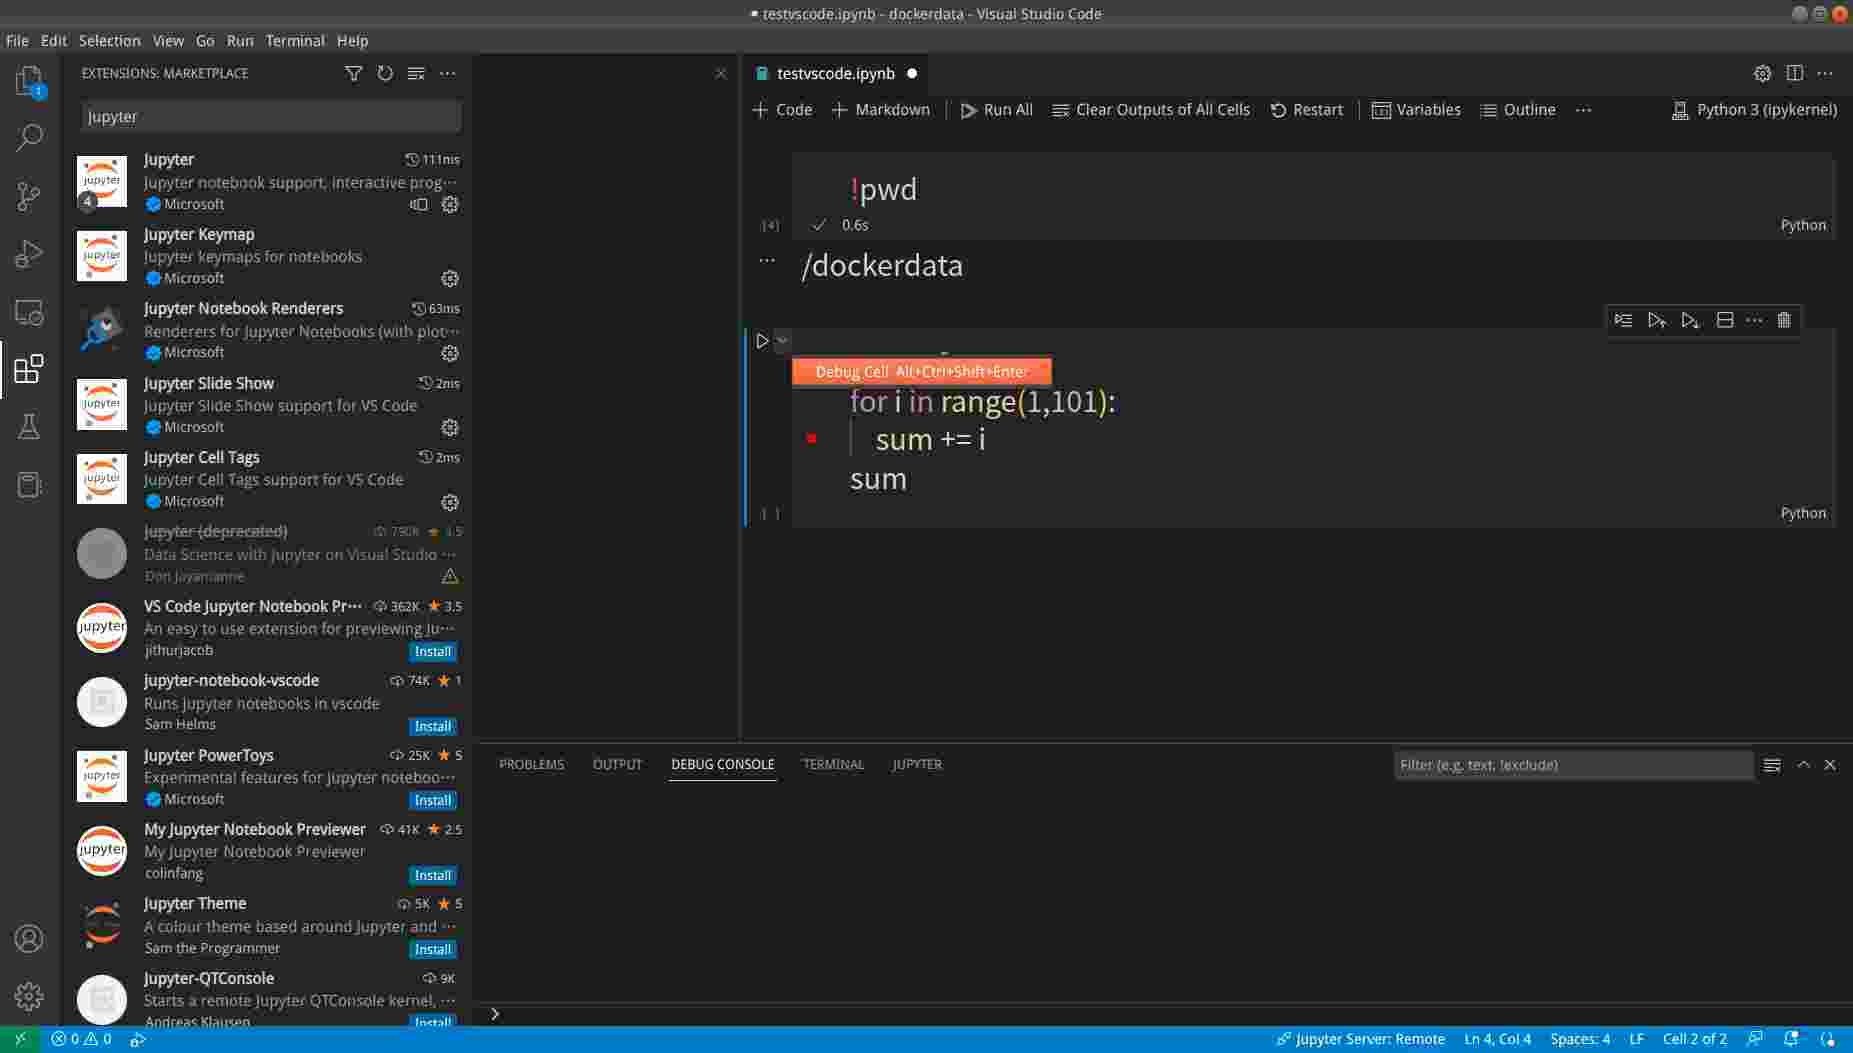 testvscode.ipynb - dockerdata - Visual Studio Code
File Edit Selection View Go Run Terminal Help
EXTENSIONS: MARKETPLACE
Jupyter
Jupyter 111ms
Jupyter notebook support, interactive prog···
Microsoft
4
Jupyter Keymap
Jupyter keymaps for notebooks
Microsoft
Jupyter Notebook Renderers 63ms
Renderers for Jupyter Notebooks (with plot···
Microsoft
Jupyter Slide Show 2ms
Jupyter Slide Show support for VS Code
Microsoft
Jupyter Cell Tags 2ms
Jupyter Cell Tags support for VS Code
Microsoft
Jupyter (deprecated) 790K 3.5
Data Science with Jupyter on Visual Studio ···
Don Jayamanne
VS Code Jupyter Notebook Pr··· 362K 3.5
An easy to use extension for previewing Ju···
jithurjacob Install
jupyter-notebook-vscode 74K 1
Runs Jupyter notebooks in vscode
Sam Helms Install
Jupyter PowerToys 25K 5
Experimental features for Jupyter noteboo···
Microsoft Install
My Jupyter Notebook Previewer 41K 2.5
My Jupyter Notebook Previewer
colinfang Install
Jupyter Theme 5K 5
A colour theme based around Jupyter and ···
Sam the Programmer Install
Jupyter-QTConsole 9K
Starts a remote Jupyter QTConsole kernel, ···
Andreas Klausen Install
testvscode.ipynb
Code Markdown Run All Clear Outputs of All Cells Restart Variables Outline ··· Python 3 (ipykernel)
!pwd
[4] 0.6s Python
/dockerdata
Debug Cell Alt+Ctrl+Shift+Enter
for i in range(1,101):
sum += i
sum
[ ] Python
PROBLEMS OUTPUT DEBUG CONSOLE TERMINAL JUPYTER
Filter (e.g. text, !exclude)
0 0 Jupyter Server: Remote Ln 4, Col 4 Spaces: 4 LF Cell 2 of 2